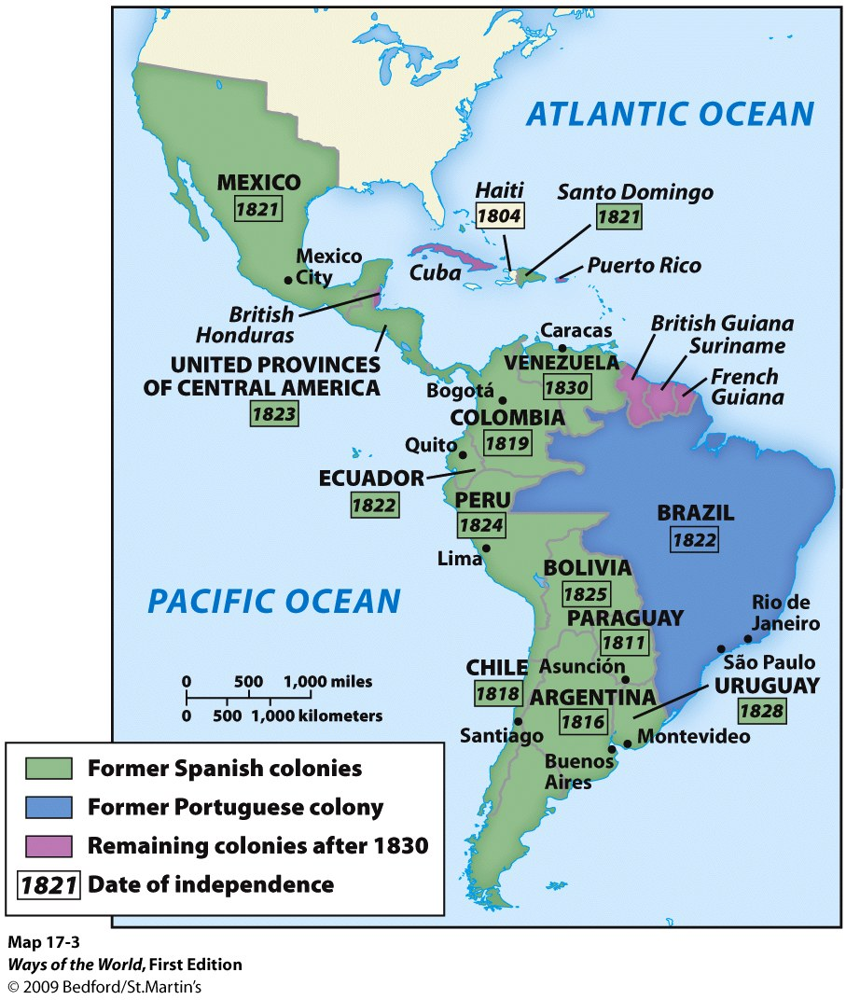 ATLANTIC OCEAN
MEXICO
1821
Haiti
1804
Santo Domingo
1821
Mexico
City
Cuba
Puerto Rico
British
Honduras
UNITED PROVINCES
OF CENTRAL AMERICA
1823
Caracas
VENEZUELA
1830
British Guiana
Suriname
French
Guiana
Bogotá
COLOMBIA
1819
Quito
ECUADOR
1822
PERU
1824
Lima
BRAZIL
1822
BOLIVIA
1825
PACIFIC OCEAN
PARAGUAY
1811
Rio de
Janeiro
São Paulo
CHILE
1818
Asunción
URUGUAY
1828
ARGENTINA
1816
Santiago
Montevideo
Buenos
Aires
0 500 1,000 miles
0 500 1,000 kilometers
Former Spanish colonies
Former Portuguese colony
Remaining colonies after 1830
1821 Date of independence
Map 17-3
Ways of the World, First Edition
© 2009 Bedford/St.Martin's